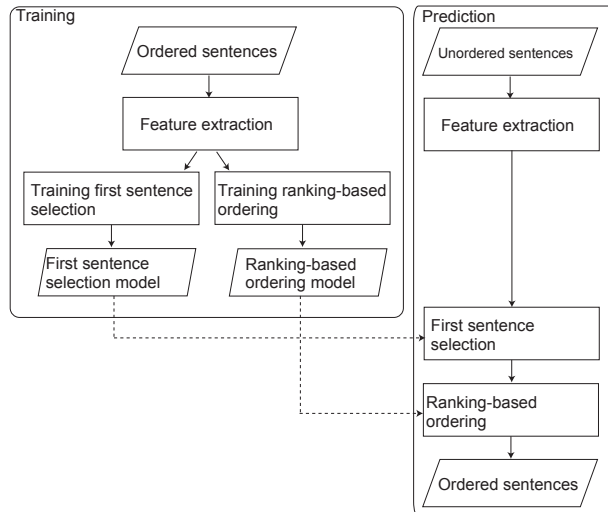 Training
Ordered sentences
Feature extraction
Training first sentence
selection
Training ranking-based
ordering
First sentence
selection model
Ranking-based
ordering model
Prediction
Unordered sentences
Feature extraction
First sentence
selection
Ranking-based
ordering
Ordered sentences